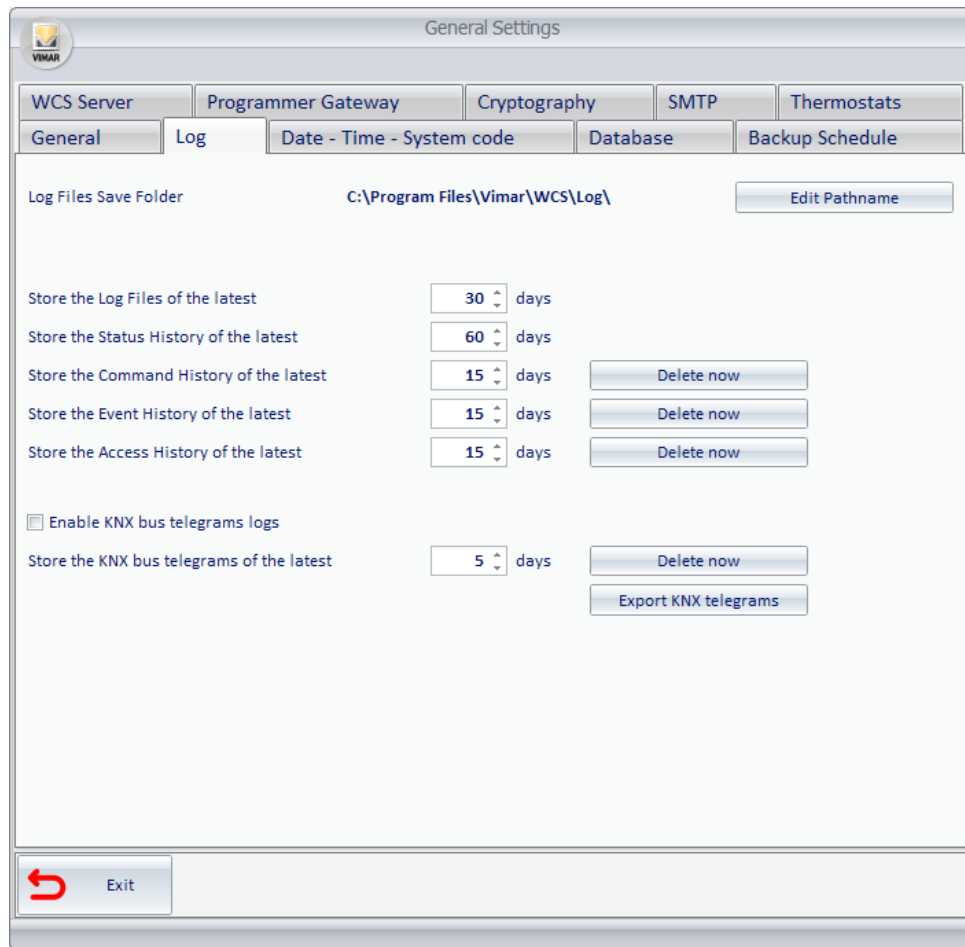 General Settings
VIMAR
WCS Server Programmer Gateway Cryptography SMTP Thermostats
General Log Date - Time - System code Database Backup Schedule
Log Files Save Folder C:\Program Files\Vimar\WCS\Log\ Edit Pathname
Store the Log Files of the latest 30 days
Store the Status History of the latest 60 days
Store the Command History of the latest 15 days Delete now
Store the Event History of the latest 15 days Delete now
Store the Access History of the latest 15 days Delete now
Enable KNX bus telegrams logs
Store the KNX bus telegrams of the latest 5 days Delete now
Export KNX telegrams
Exit